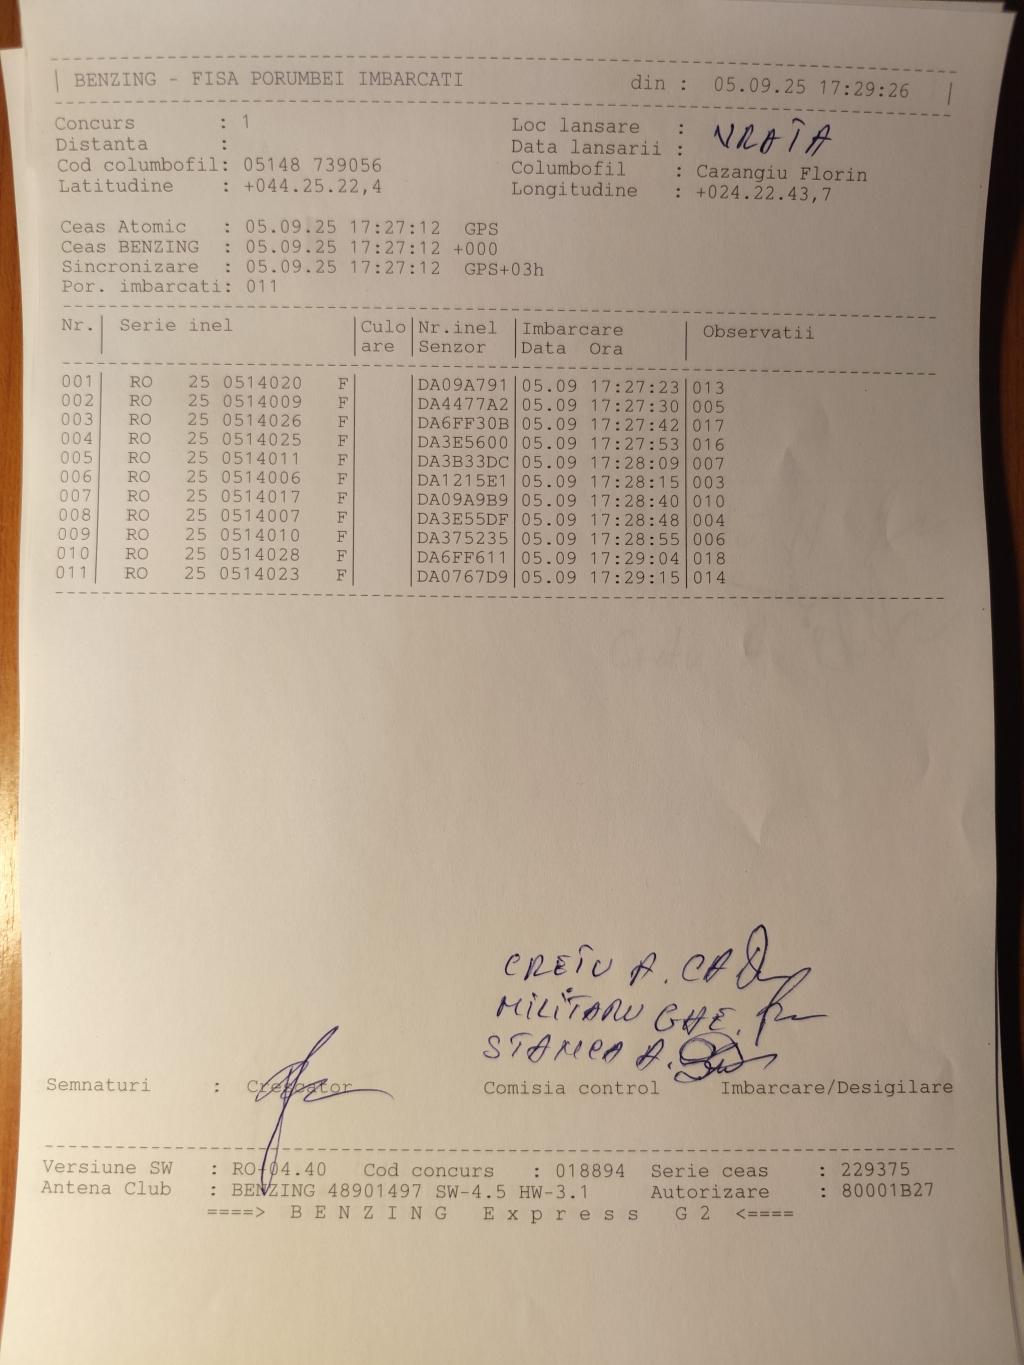 BENZING - FISA PORUMBEI IMBARCATI din : 05.09.25 17:29:26
Concurs : 1 Loc lansare : VRATA
Distanta : Data lansarii :
Cod columbofil: 05148 739056 Columbofil : Cazangiu Florin
Latitudine : +044.25.22,4 Longitudine : +024.22.43,7
Ceas Atomic : 05.09.25 17:27:12 GPS
Ceas BENZING : 05.09.25 17:27:12 +000
Sincronizare : 05.09.25 17:27:12 GPS+03h
Por. imbarcati: 011
Nr. Serie inel Culo Nr.inel Imbarcare Observatii
are Senzor Data Ora
001 RO 25 0514020 F DA09A791 05.09 17:27:23 013
002 RO 25 0514009 F DA4477A2 05.09 17:27:30 005
003 RO 25 0514026 F DA6FF30B 05.09 17:27:42 017
004 RO 25 0514025 F DA3E5600 05.09 17:27:53 016
005 RO 25 0514011 F DA3B33DC 05.09 17:28:09 007
006 RO 25 0514006 F DA1215E1 05.09 17:28:15 003
007 RO 25 0514017 F DA09A9B9 05.09 17:28:40 010
008 RO 25 0514007 F DA3E55DF 05.09 17:28:48 004
009 RO 25 0514010 F DA375235 05.09 17:28:55 006
010 RO 25 0514028 F DA6FF611 05.09 17:29:04 018
011 RO 25 0514023 F DA0767D9 05.09 17:29:15 014
CREȚU A. CA
MILITARU GHE.
STANCA A.
Semnaturi : Crescator Comisia control Imbarcare/Desigilare
Versiune SW : RO-04.40 Cod concurs : 018894 Serie ceas : 229375
Antena Club : BENZING 48901497 SW-4.5 HW-3.1 Autorizare : 80001B27
====> B E N Z I N G E x p r e s s G 2 <====